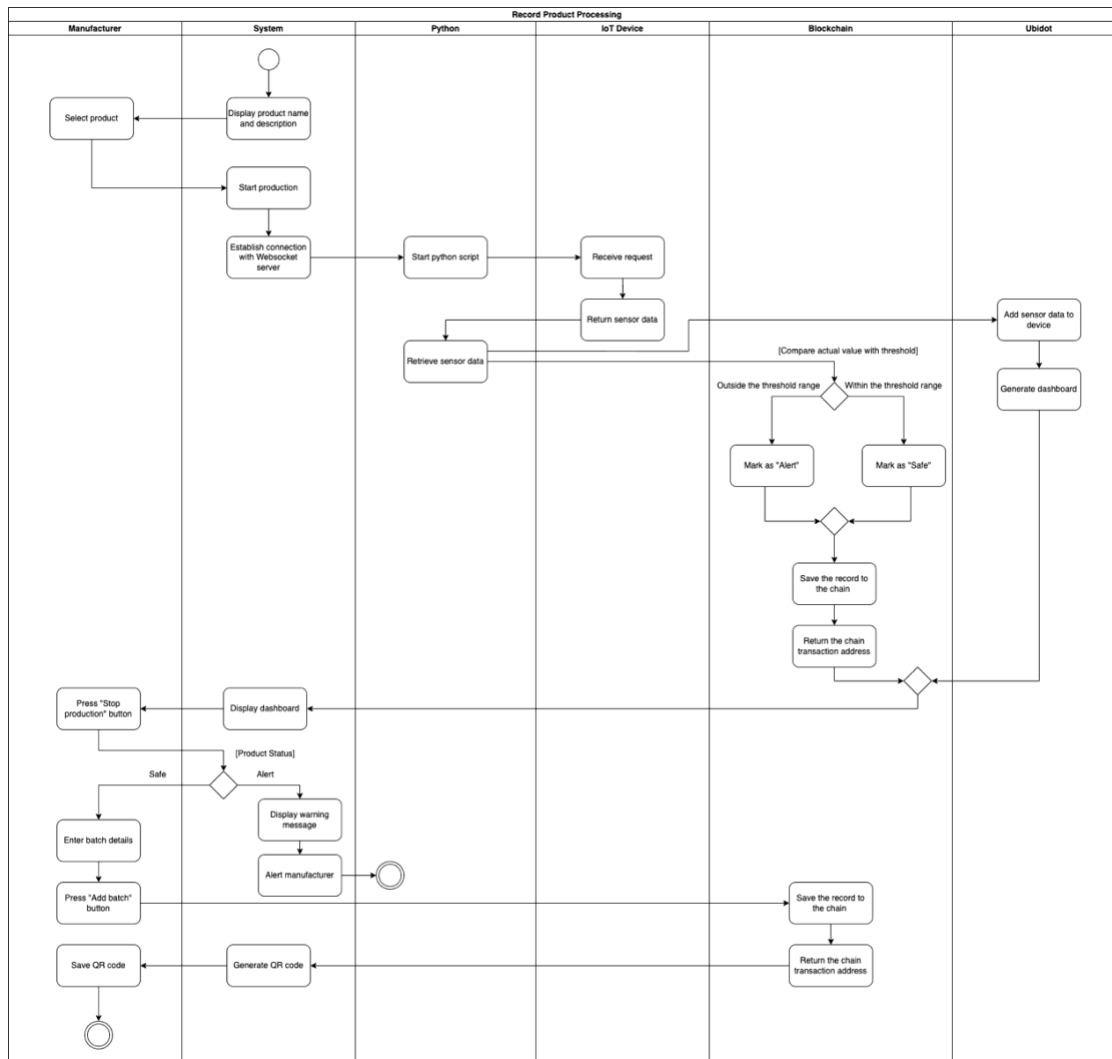 Record Product Processing
Manufacturer
System
Python
IoT Device
Blockchain
Ubidot
Select product
Display product name
and description
Start production
Establish connection
with Websocket
server
Start python script
Receive request
Return sensor data
Retrieve sensor data
Add sensor data to
device
[Compare actual value with threshold]
Outside the threshold range
Within the threshold range
Generate dashboard
Mark as "Alert"
Mark as "Safe"
Save the record to
the chain
Return the chain
transaction address
Press "Stop
production" button
Display dashboard
[Product Status]
Safe
Alert
Display warning
message
Enter batch details
Alert manufacturer
Press "Add batch"
button
Save the record to
the chain
Save QR code
Generate QR code
Return the chain
transaction address